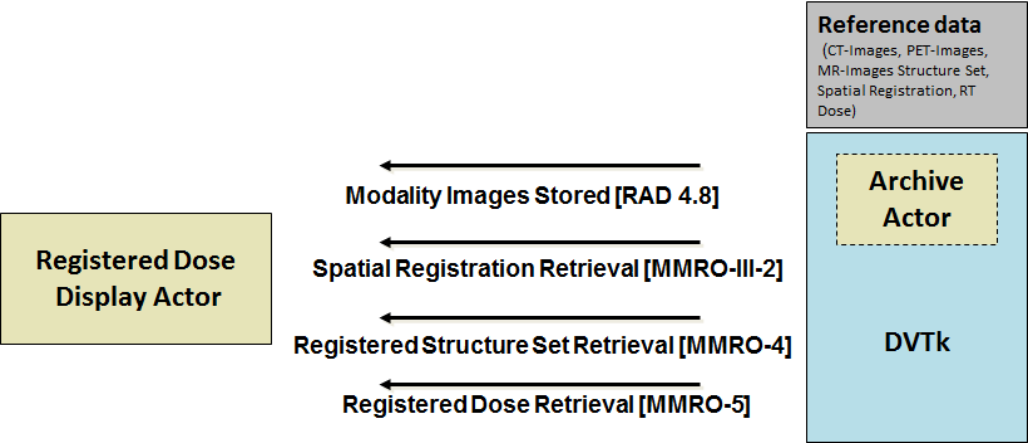 Reference data
(CT-Images, PET-Images,
MR-Images Structure Set,
Spatial Registration, RT
Dose)
Archive
Actor
DVTk
Modality Images Stored [RAD 4.8]
Spatial Registration Retrieval [MMRO-III-2]
Registered Structure Set Retrieval [MMRO-4]
Registered Dose Retrieval [MMRO-5]
Registered Dose
Display Actor